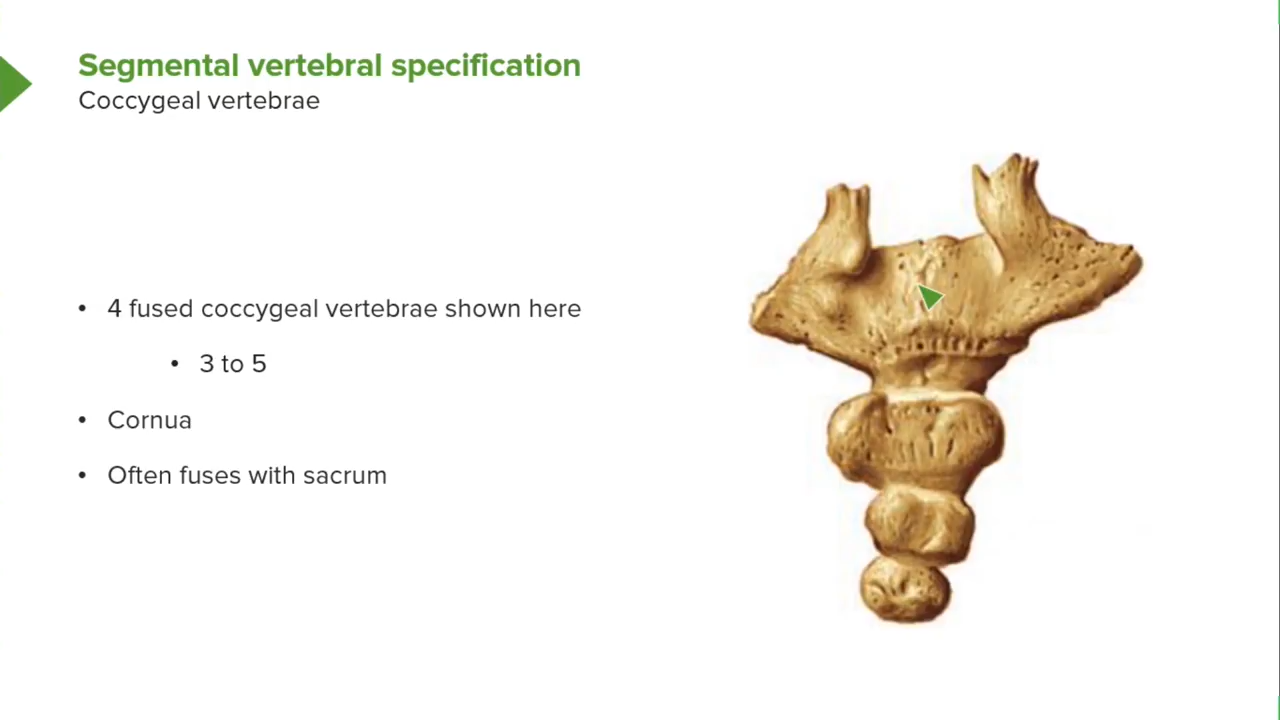 Segmental vertebral specification
Coccygeal vertebrae
• 4 fused coccygeal vertebrae shown here
• 3 to 5
• Cornua
• Often fuses with sacrum